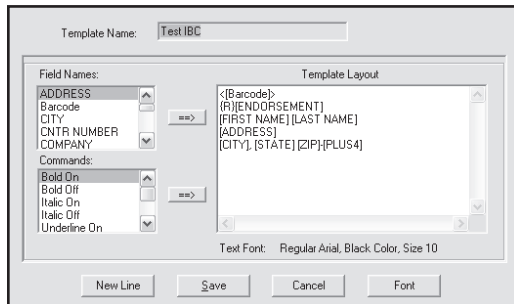 Template Name: Test IBC
Field Names:
ADDRESS
Barcode
CITY
CNTR NUMBER
COMPANY
==>
Commands:
Bold On
Bold Off
Italic On
Italic Off
Underline On
==>
Template Layout
<[Barcode]>
{R}[ENDORSEMENT]
[FIRST NAME] [LAST NAME]
[ADDRESS]
[CITY], [STATE] [ZIP]-[PLUS4]
Text Font: Regular Arial, Black Color, Size 10
New Line Save Cancel Font